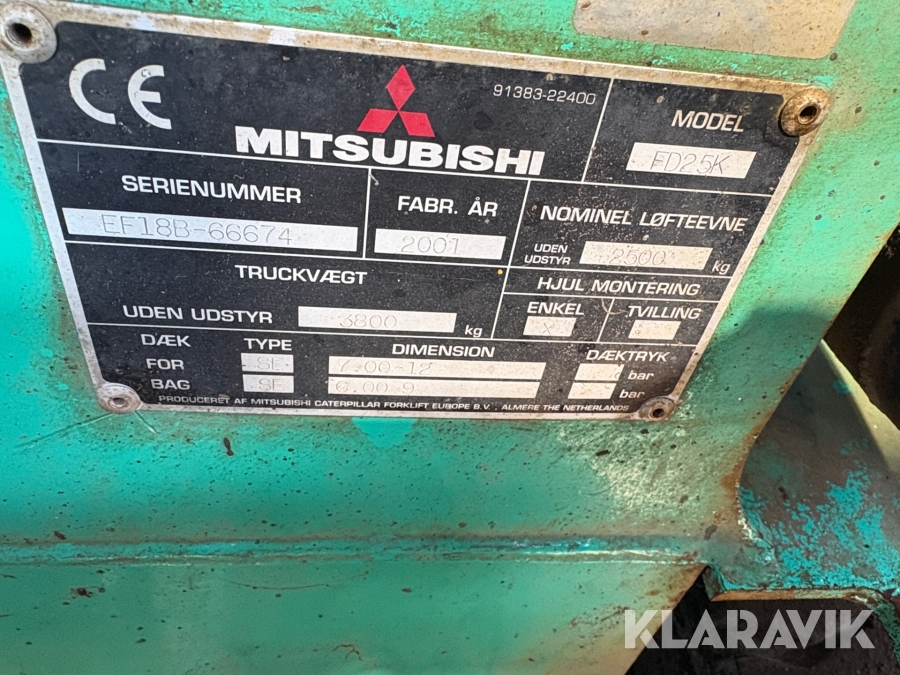 CE
91383-22400
MITSUBISHI
MODEL
FD25K
SERIENUMMER
EF18B-66674
FABR. ÅR
2001
NOMINEL LØFTEEVNE
UDEN UDSTYR 2500 kg
TRUCKVÆGT
UDEN UDSTYR 3800 kg
HJUL MONTERING
ENKEL TVILLING
X
DÆK TYPE DIMENSION DÆKTRYK
FOR SE 7.00-12 bar
BAG SE 6.00-9 bar
PRODUCERET AF MITSUBISHI CATERPILLAR FORKLIFT EUROPE B.V., ALMERE THE NETHERLANDS
KLARAVIK